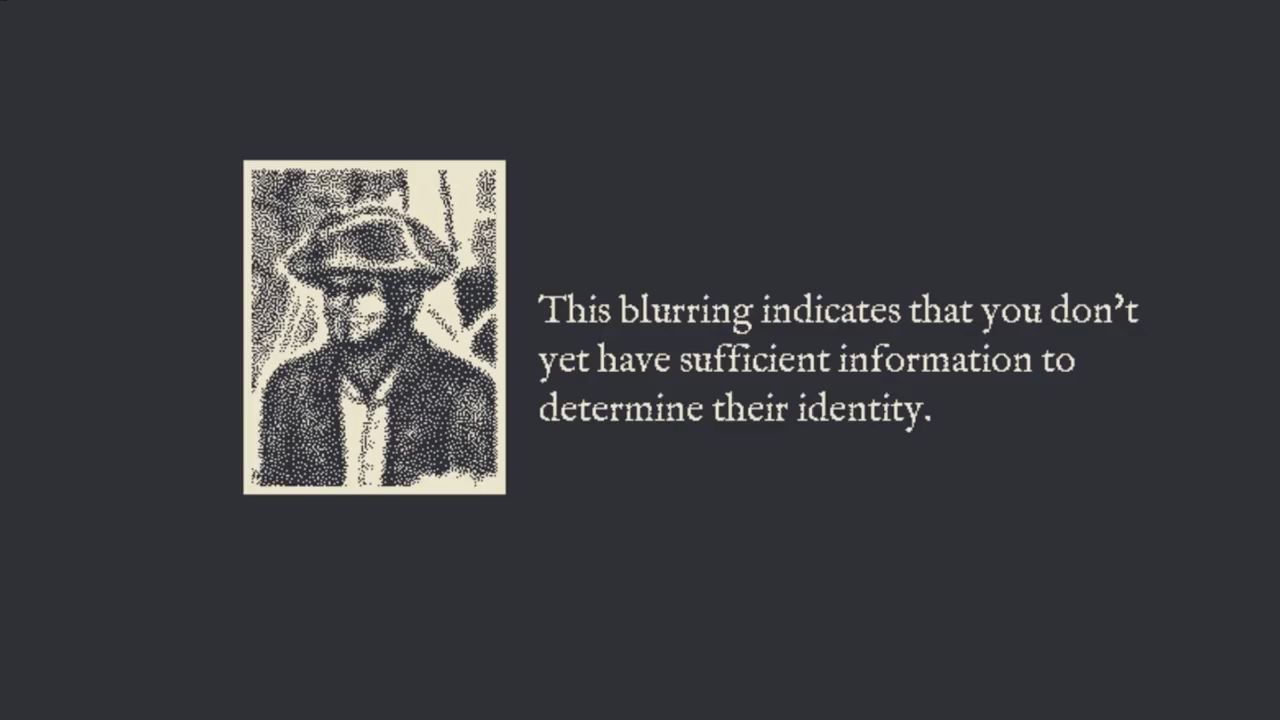 This blurring indicates that you don’t
yet have sufficient information to
determine their identity.